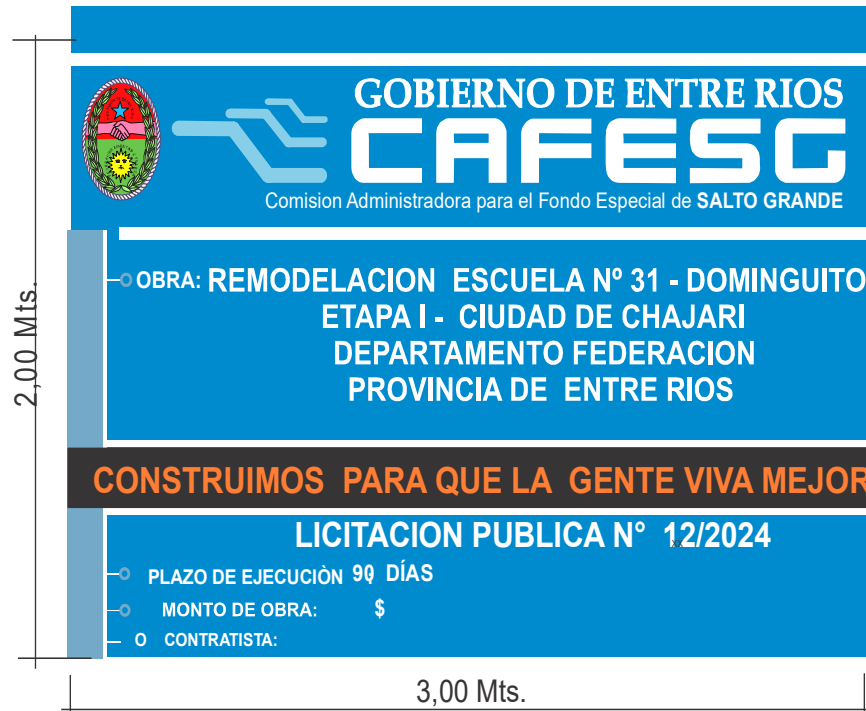 GOBIERNO DE ENTRE RIOS
CAFESG
Comision Administradora para el Fondo Especial de SALTO GRANDE
OBRA: REMODELACION ESCUELA Nº 31 - DOMINGUITO
ETAPA I - CIUDAD DE CHAJARI
DEPARTAMENTO FEDERACION
PROVINCIA DE ENTRE RIOS
2,00 Mts.
CONSTRUIMOS PARA QUE LA GENTE VIVA MEJOR
LICITACION PUBLICA N° 12/2024
PLAZO DE EJECUCIÒN 90 DÍAS
MONTO DE OBRA: $
O CONTRATISTA:
3,00 Mts.